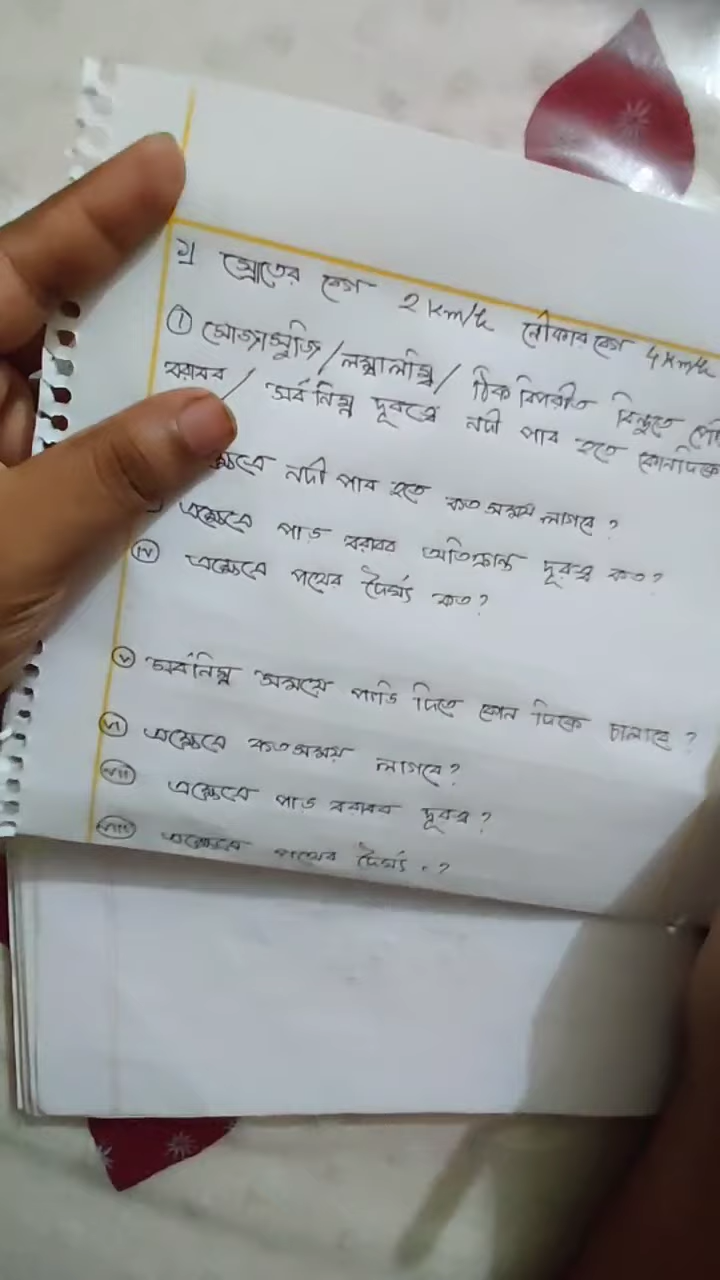 ১। স্রোতের বেগ 2 km/h নৌকার বেগ 4 km/h
i সোজাসুজি/লম্বালম্বি/ ঠিক বিপরীত বিন্দুতে
বরাবর/ সর্বনিম্ন দূরত্বে নদী পার হতে কোনদিকে
নদী পার হতে কত সময় লাগবে ?
এক্ষেত্রে পাড় বরাবর অতিক্রান্ত দূরত্ব কত?
iv এক্ষেত্রে পথের দৈর্ঘ্য কত?
v সর্বনিম্ন সময়ে পাড়ি দিতে কোন দিকে চালাবে ?
vi এক্ষেত্রে কত সময় লাগবে?
vii এক্ষেত্রে পাড় বরাবর দূরত্ব?
viii এক্ষেত্রে পথের দৈর্ঘ্য . ?